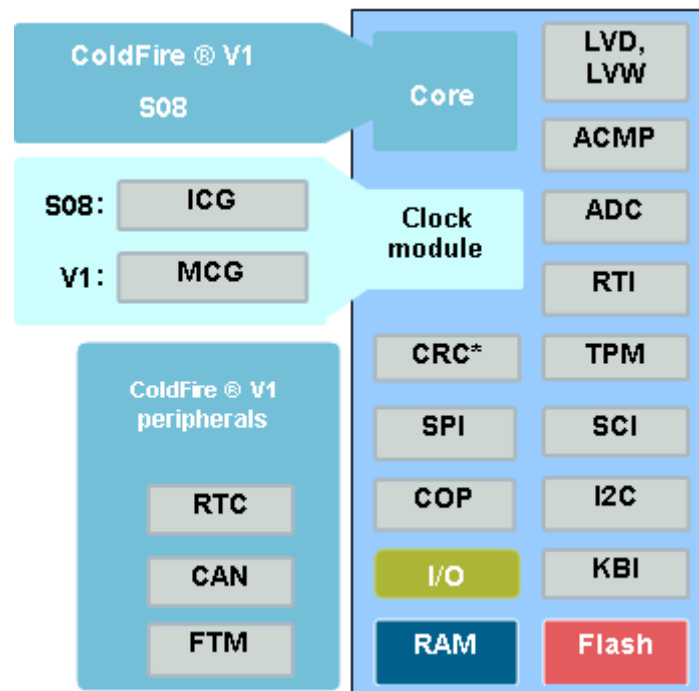 ColdFire ® V1
S08
Core
S08:
ICG
V1:
MCG
Clock
module
ColdFire ® V1
peripherals
RTC
CAN
FTM
CRC*
SPI
COP
I/O
RAM
LVD,
LVW
ACMP
ADC
RTI
TPM
SCI
I2C
KBI
Flash